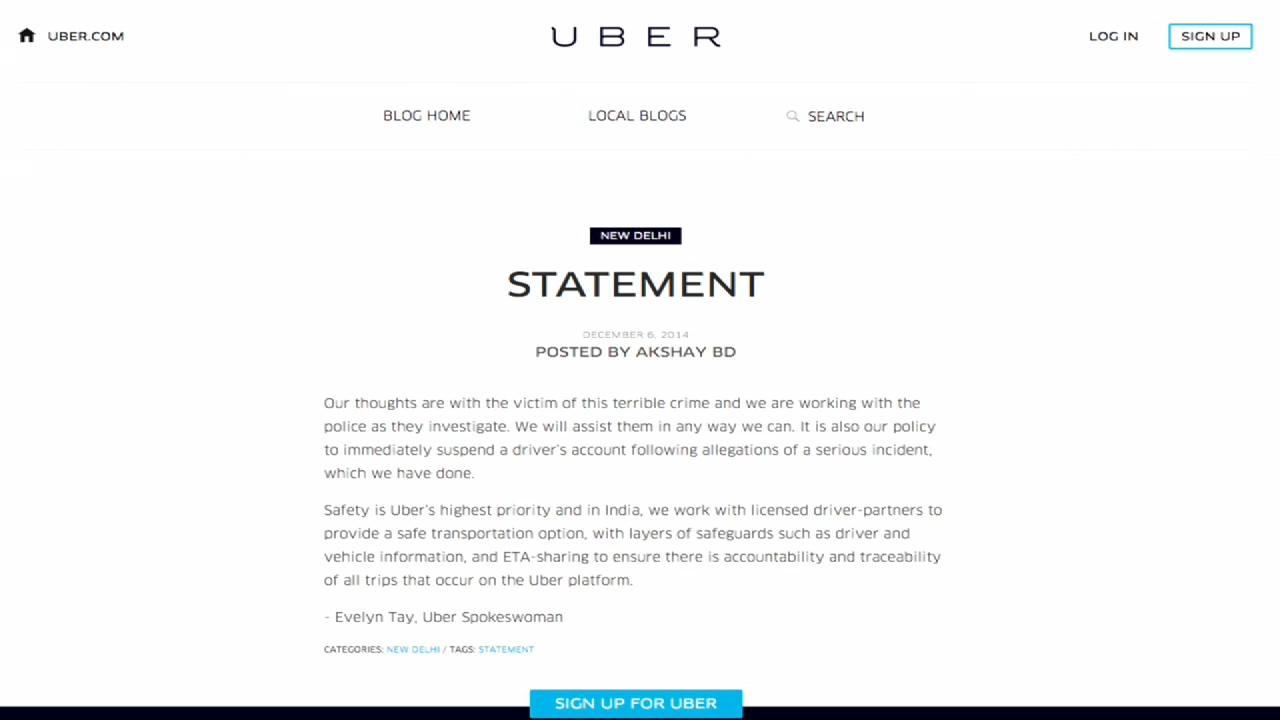 UBER.COM
UBER
LOG IN
SIGN UP
BLOG HOME
LOCAL BLOGS
SEARCH
NEW DELHI
STATEMENT
DECEMBER 6, 2014
POSTED BY AKSHAY BD
Our thoughts are with the victim of this terrible crime and we are working with the
police as they investigate. We will assist them in any way we can. It is also our policy
to immediately suspend a driver's account following allegations of a serious incident,
which we have done.
Safety is Uber's highest priority and in India, we work with licensed driver-partners to
provide a safe transportation option, with layers of safeguards such as driver and
vehicle information, and ETA-sharing to ensure there is accountability and traceability
of all trips that occur on the Uber platform.
- Evelyn Tay, Uber Spokeswoman
CATEGORIES: NEW DELHI / TAGS: STATEMENT
SIGN UP FOR UBER